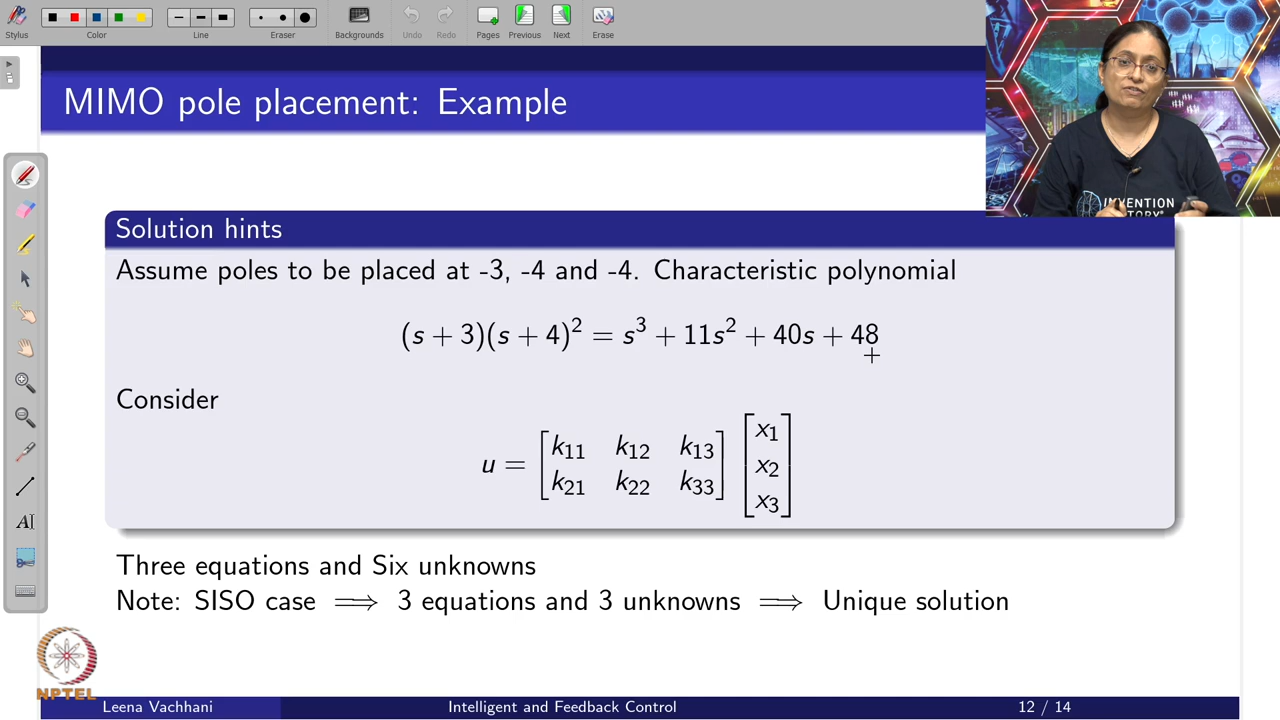 Stylus
Color
Line
Eraser
Backgrounds
Undo
Redo
Pages
Previous
Next
Erase
MIMO pole placement: Example
INVENTION
Solution hints
Assume poles to be placed at -3, -4 and -4. Characteristic polynomial
(s + 3)(s + 4)² = s³ + 11s² + 40s + 48
Consider
u = [k₁₁ k₁₂ k₁₃; k₂₁ k₂₂ k₃₃] [x₁; x₂; x₃]
Three equations and Six unknowns
Note: SISO case ⟹ 3 equations and 3 unknowns ⟹ Unique solution
NPTEL
Leena Vachhani Intelligent and Feedback Control 12 / 14